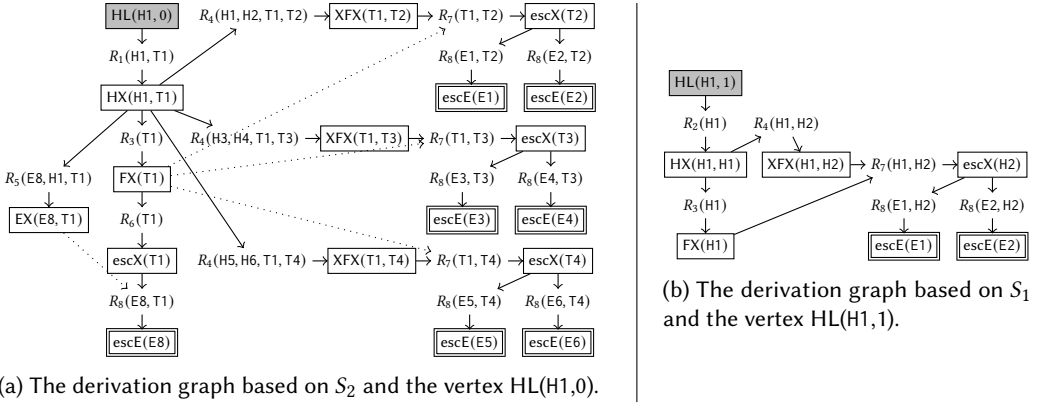 HL(H1,0) R4(H1,H2,T1,T2) XFX(T1,T2) R7(T1,T2) escX(T2)
R1(H1,T1) R8(E1,T2) R8(E2,T2)
HX(H1,T1) escE(E1) escE(E2)
R3(T1) R4(H3,H4,T1,T3) XFX(T1,T3) R7(T1,T3) escX(T3)
R5(E8,H1,T1) FX(T1) R8(E3,T3) R8(E4,T3)
EX(E8,T1) R6(T1) escE(E3) escE(E4)
escX(T1) R4(H5,H6,T1,T4) XFX(T1,T4) R7(T1,T4) escX(T4)
R8(E8,T1) R8(E5,T4) R8(E6,T4)
escE(E8) escE(E5) escE(E6)
a) The derivation graph based on S2 and the vertex HL(H1,0).
HL(H1,1)
R2(H1) R4(H1,H2)
HX(H1,H1) XFX(H1,H2) R7(H1,H2) escX(H2)
R3(H1) R8(E1,H2) R8(E2,H2)
FX(H1) escE(E1) escE(E2)
(b) The derivation graph based on S1
and the vertex HL(H1,1).